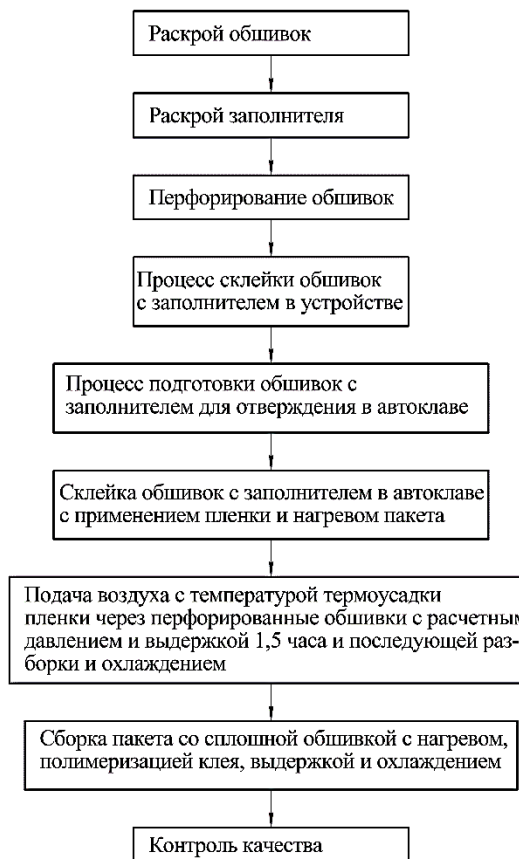 Раскрой обшивок
Раскрой заполнителя
Перфорирование обшивок
Процесс склейки обшивок
с заполнителем в устройстве
Процесс подготовки обшивок с
заполнителем для отверждения в автоклаве
Склейка обшивок с заполнителем в автоклаве
с применением пленки и нагревом пакета
Подача воздуха с температурой термоусадки
пленки через перфорированные обшивки с расчетным
давлением и выдержкой 1,5 часа и последующей раз-
борки и охлаждением
Сборка пакета со сплошной обшивкой с нагревом,
полимеризацией клея, выдержкой и охлаждением
Контроль качества